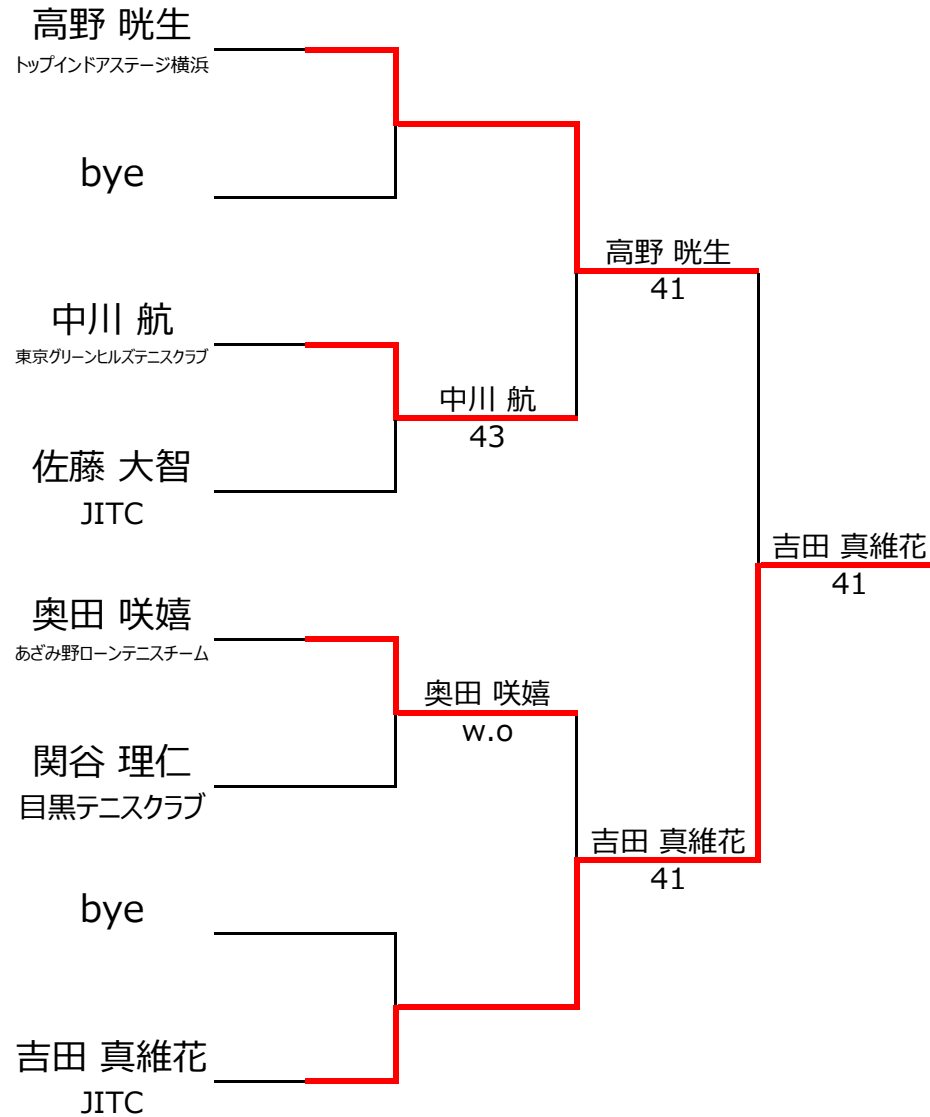 高野 晄生
トップインドアステージ横浜
bye
高野 晄生
41
中川 航
東京グリーンヒルズテニスクラブ
中川 航
43
佐藤 大智
JITC
吉田 真維花
41
奥田 咲嬉
あざみ野ローンテニスチーム
奥田 咲嬉
w.o
関谷 理仁
目黒テニスクラブ
吉田 真維花
41
bye
吉田 真維花
JITC